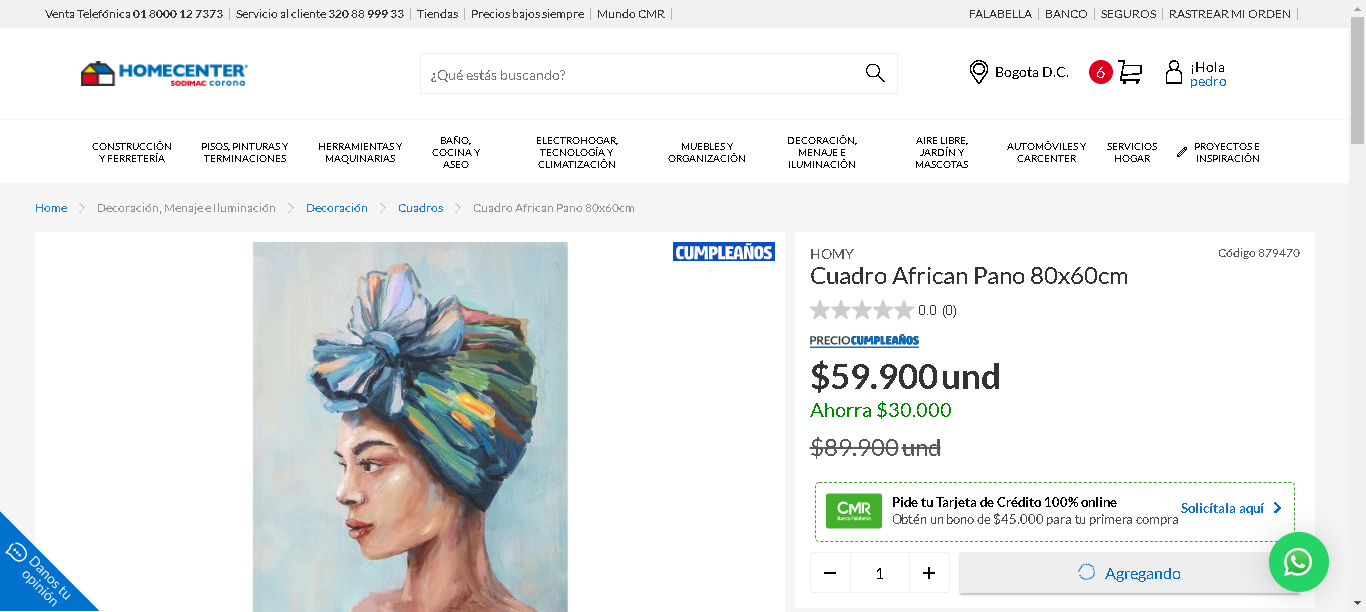 Venta Telefónica 01 8000 12 7373 | Servicio al cliente 320 88 999 33 | Tiendas | Precios bajos siempre | Mundo CMR |
FALABELLA | BANCO | SEGUROS | RASTREAR MI ORDEN |
HOMECENTER
SODIMAC corona
¿Qué estás buscando?
Bogota D.C.
6
¡Hola
pedro
CONSTRUCCIÓN
Y FERRETERÍA
PISOS, PINTURAS Y
TERMINACIONES
HERRAMIENTAS Y
MAQUINARIAS
BAÑO,
COCINA Y
ASEO
ELECTROHOGAR,
TECNOLOGÍA Y
CLIMATIZACIÓN
MUEBLES Y
ORGANIZACIÓN
DECORACIÓN,
MENAJE E
ILUMINACIÓN
AIRE LIBRE,
JARDÍN Y
MASCOTAS
AUTOMÓVILES Y
CARCENTER
SERVICIOS
HOGAR
PROYECTOS E
INSPIRACIÓN
Home > Decoración, Menaje e Iluminación > Decoración > Cuadros > Cuadro African Pano 80x60cm
CUMPLEAÑOS
HOMY
Código 879470
Cuadro African Pano 80x60cm
0.0 (0)
PRECIOCUMPLEAÑOS
$59.900 und
Ahorra $30.000
$89.900 und
CMR
Banco Falabella
Pide tu Tarjeta de Crédito 100% online
Obtén un bono de $45.000 para tu primera compra
Solicítala aquí
− 1 +
Agregando
Danos tu
opinión